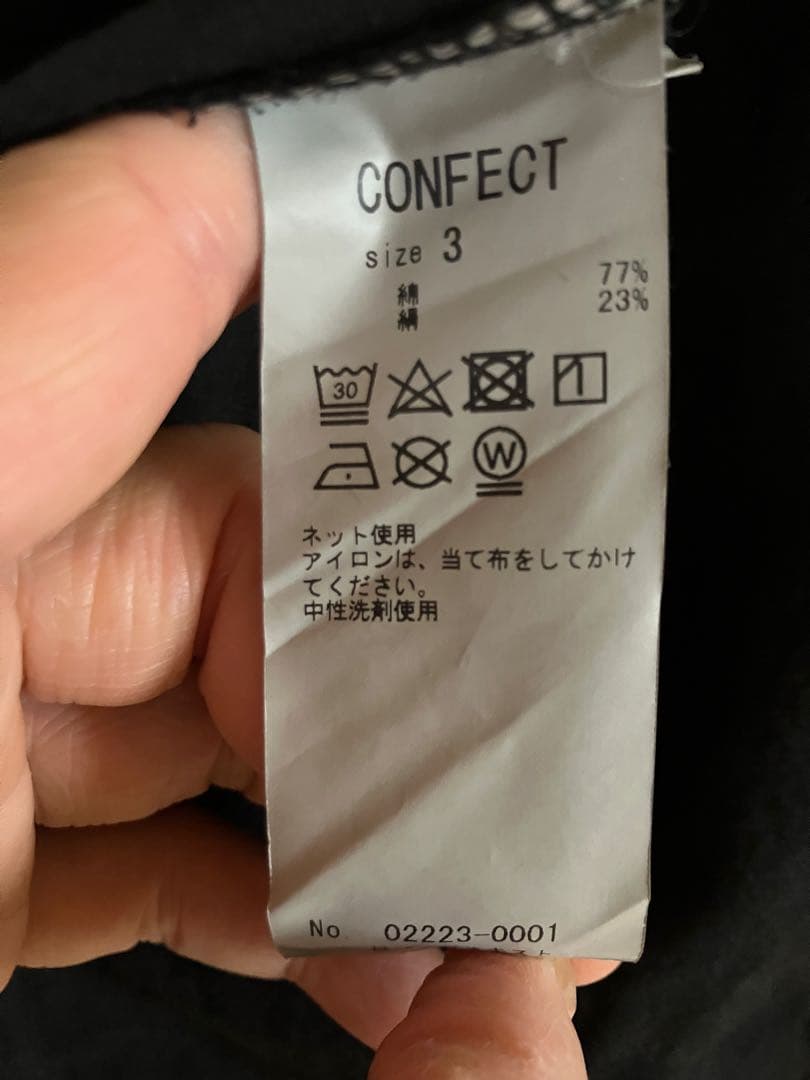 CONFECT
size 3
綿 77%
絹 23%
30
W
ネット使用
アイロンは、当て布をしてかけ
てください。
中性洗剤使用
No 02223-0001